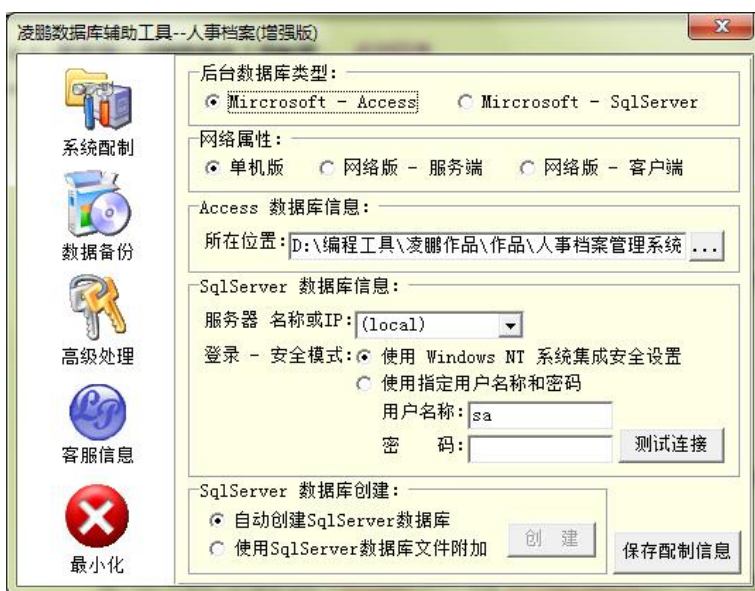 凌鹏数据库辅助工具--人事档案(增强版)
系统配制
数据备份
高级处理
客服信息
最小化
后台数据库类型:
Mircrosoft - Access
Mircrosoft - SqlServer
网络属性:
单机版
网络版 - 服务端
网络版 - 客户端
Access 数据库信息:
所在位置:
D:\编程工具\凌鹏作品\作品\人事档案管理系统
...
SqlServer 数据库信息:
服务器 名称或IP:
(local)
登录 - 安全模式:
使用 Windows NT 系统集成安全设置
使用指定用户名称和密码
用户名称:
sa
密 码:
测试连接
SqlServer 数据库创建:
自动创建SqlServer数据库
使用SqlServer数据库文件附加
创 建
保存配制信息